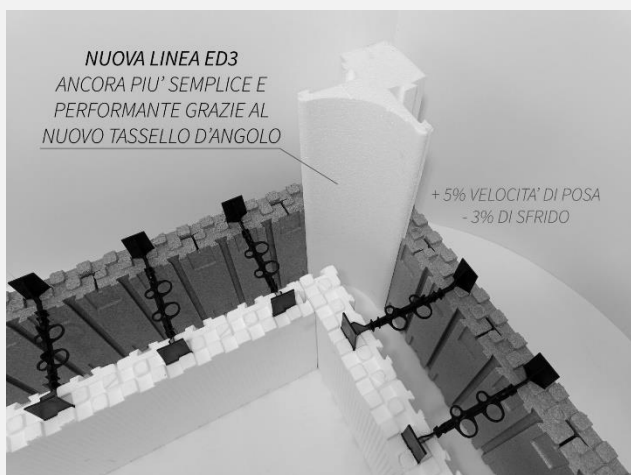 NUOVA LINEA ED3
ANCORA PIU' SEMPLICE E
PERFORMANTE GRAZIE AL
NUOVO TASSELLO D'ANGOLO
+ 5% VELOCITA' DI POSA
- 3% DI SFRIDO